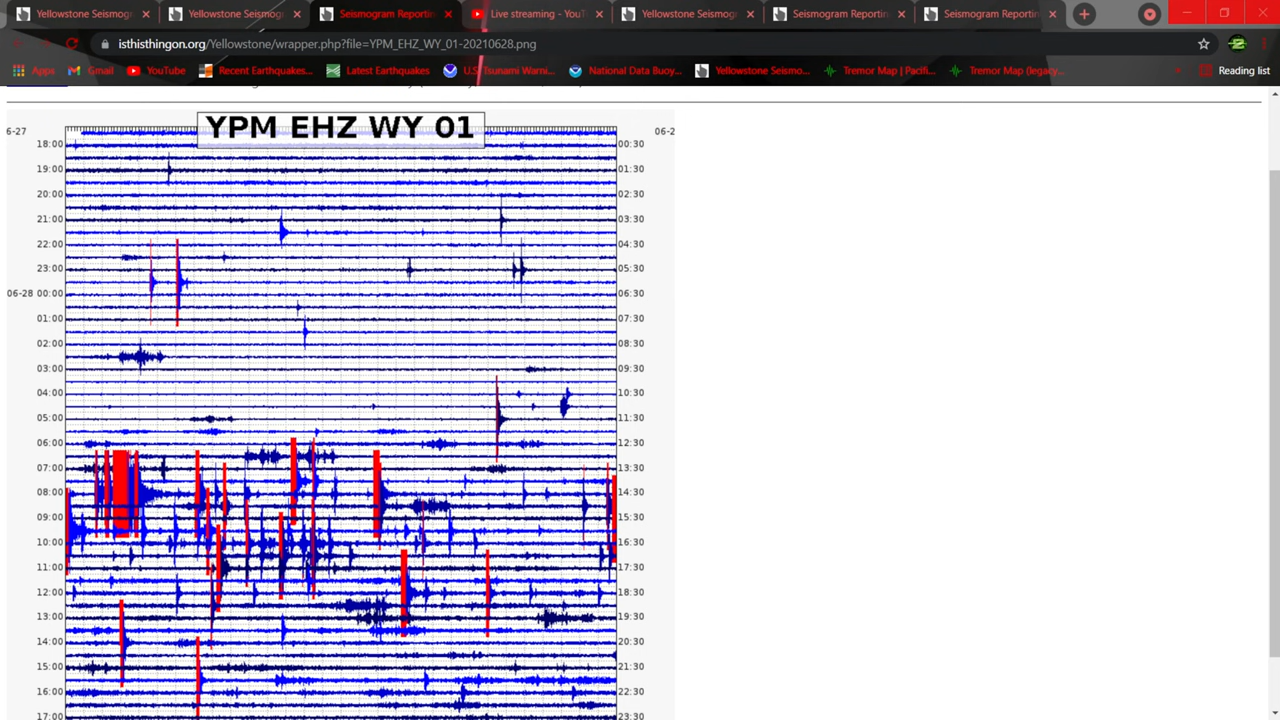 Yellowstone Seismog
Yellowstone Seismog
Seismogram Reportin
Live streaming - YouT
Yellowstone Seismog
Seismogram Reportin
Seismogram Reportin
isthisthingon.org/Yellowstone/wrapper.php?file=YPM_EHZ_WY_01-20210628.png
Apps
Gmail
YouTube
Recent Earthquakes...
Latest Earthquakes
U.S. Tsunami Warni...
National Data Buoy...
Yellowstone Seismo...
Tremor Map | Pacifi...
Tremor Map (legacy...
Reading list
YPM EHZ WY 01
6-27
06-2
18:00 00:30
19:00 01:30
20:00 02:30
21:00 03:30
22:00 04:30
23:00 05:30
06-28 00:00 06:30
01:00 07:30
02:00 08:30
03:00 09:30
04:00 10:30
05:00 11:30
06:00 12:30
07:00 13:30
08:00 14:30
09:00 15:30
10:00 16:30
11:00 17:30
12:00 18:30
13:00 19:30
14:00 20:30
15:00 21:30
16:00 22:30
17:00 23:30